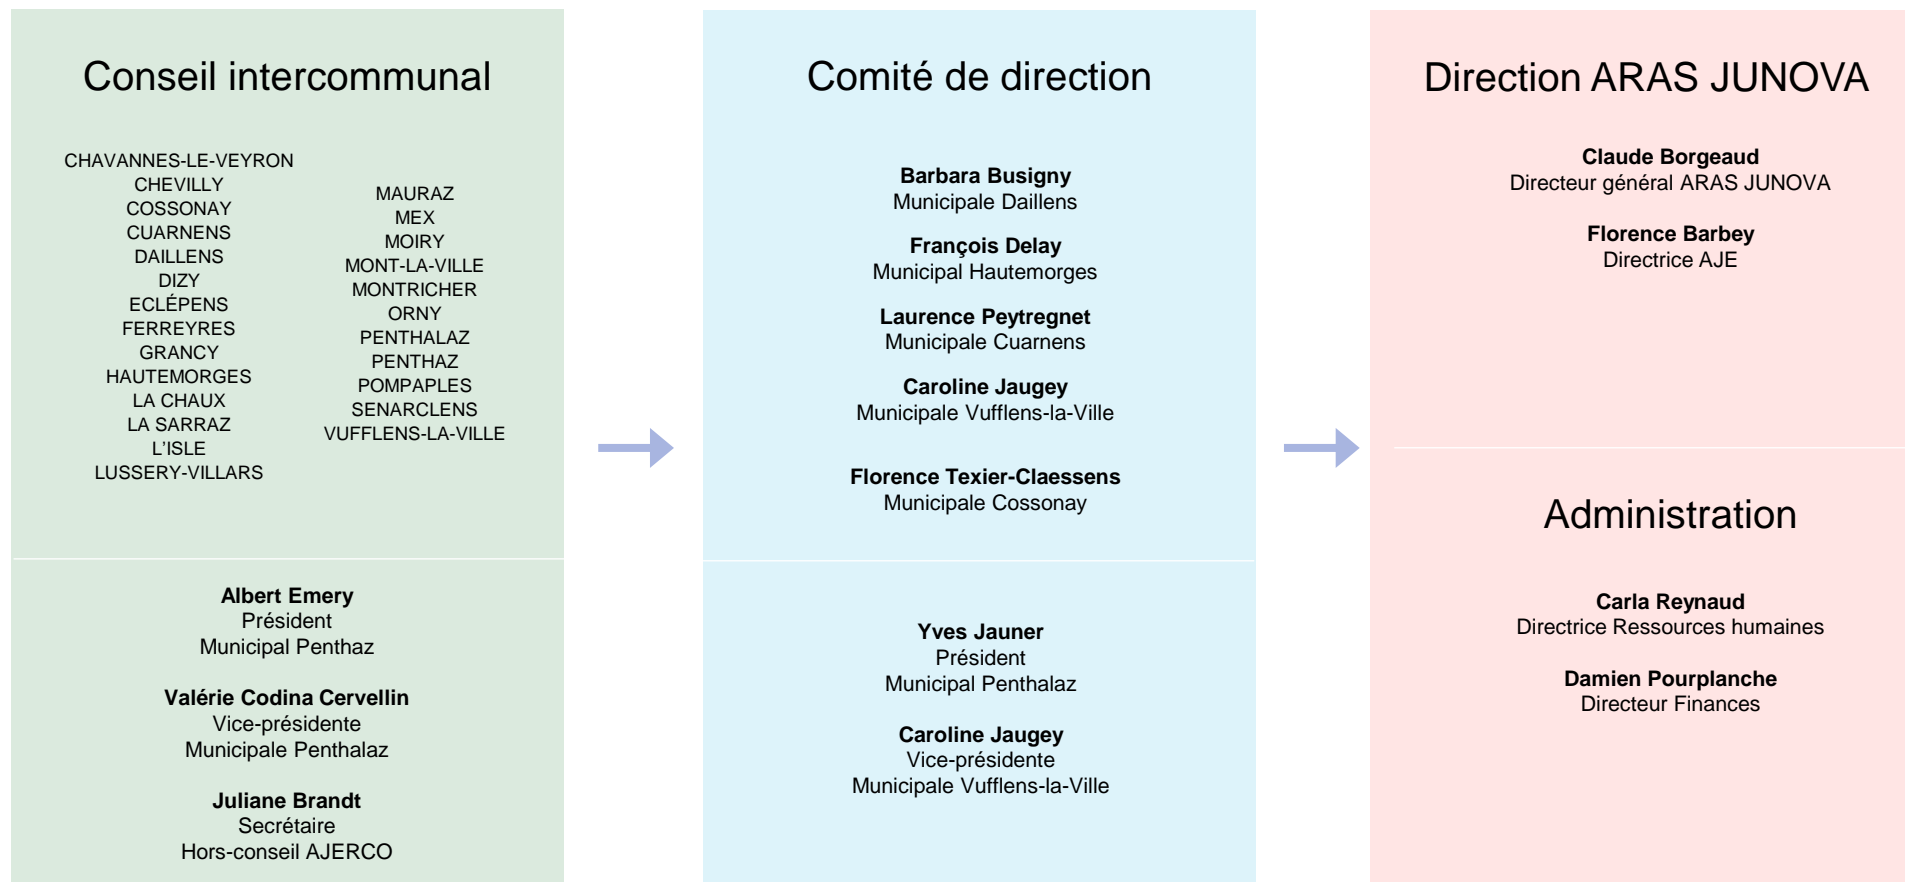 Conseil intercommunal
CHAVANNES-LE-VEYRON
CHEVILLY
COSSONAY
CUARNENS
DAILLENS
DIZY
ECLÉPENS
FERREYRES
GRANCY
HAUTEMORGES
LA CHAUX
LA SARRAZ
L'ISLE
LUSSERY-VILLARS
MAURAZ
MEX
MOIRY
MONT-LA-VILLE
MONTRICHER
ORNY
PENTHALAZ
PENTHAZ
POMPAPLES
SENARCLENS
VUFFLENS-LA-VILLE
Albert Emery
Président
Municipal Penthaz
Valérie Codina Cervellin
Vice-présidente
Municipale Penthalaz
Juliane Brandt
Secrétaire
Hors-conseil AJERCO
Comité de direction
Barbara Busigny
Municipale Daillens
François Delay
Municipal Hautemorges
Laurence Peytregnet
Municipale Cuarnens
Caroline Jaugey
Municipale Vufflens-la-Ville
Florence Texier-Claessens
Municipale Cossonay
Yves Jauner
Président
Municipal Penthalaz
Caroline Jaugey
Vice-présidente
Municipale Vufflens-la-Ville
Direction ARAS JUNOVA
Claude Borgeaud
Directeur général ARAS JUNOVA
Florence Barbey
Directrice AJE
Administration
Carla Reynaud
Directrice Ressources humaines
Damien Pourplanche
Directeur Finances